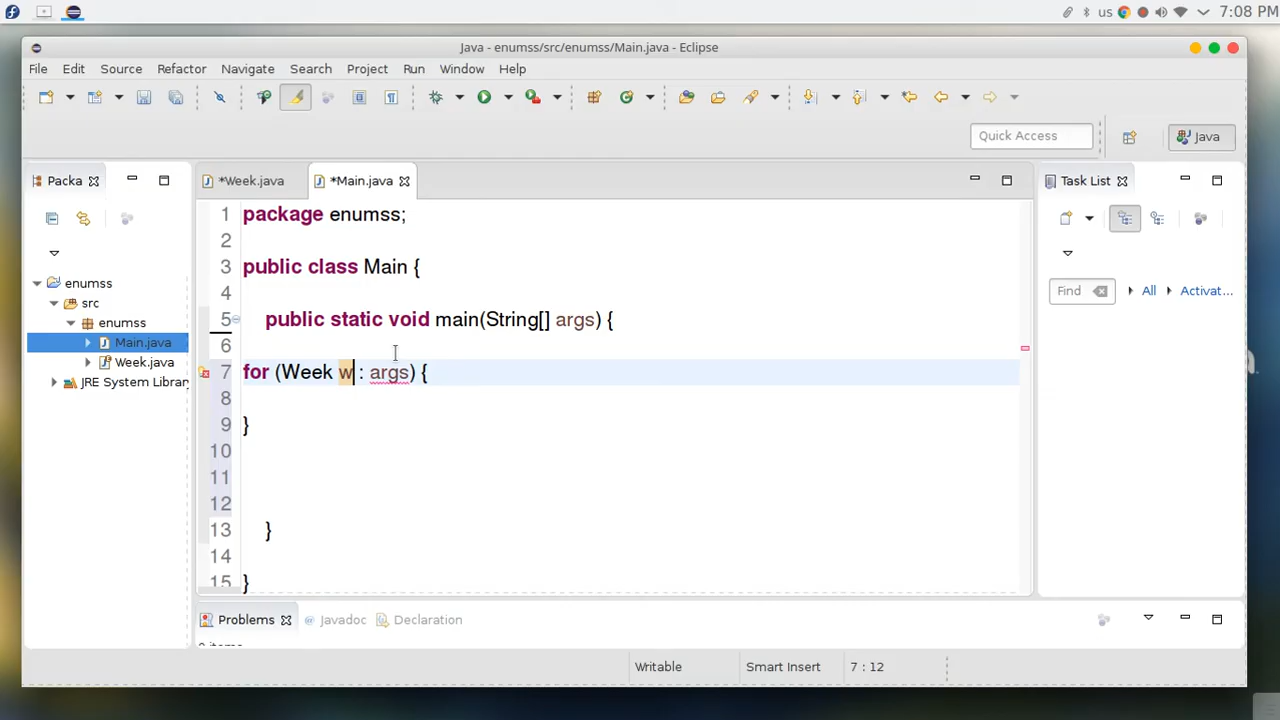 us 7:08 PM
Java - enumss/src/enumss/Main.java - Eclipse
File Edit Source Refactor Navigate Search Project Run Window Help
Quick Access Java
Packa *Week.java *Main.java Task List
1 package enumss;
2
3 public class Main {
4
5 public static void main(String[] args) {
6
7 for (Week w : args) {
8
9 }
10
11
12
13 }
14
15 }
enumss
src
enumss
Main.java
Week.java
JRE System Library
Find All Activat...
Problems Javadoc Declaration
Writable Smart Insert 7 : 12